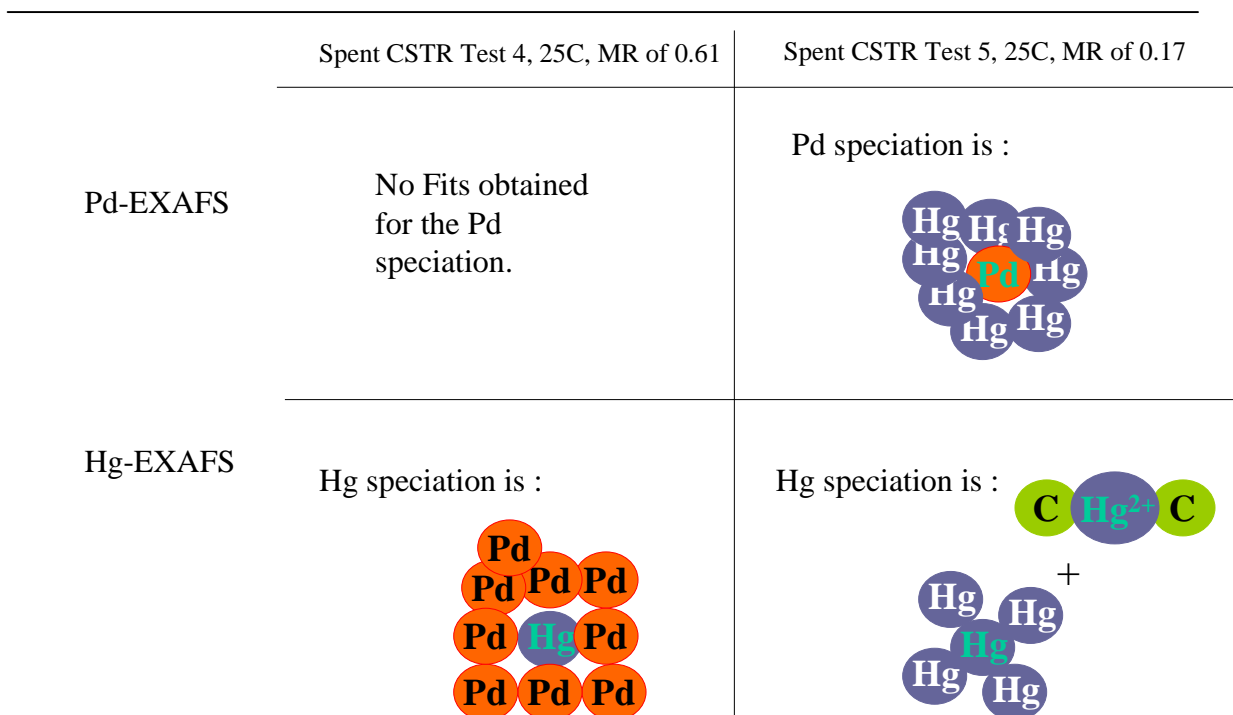 Spent CSTR Test 4, 25C, MR of 0.61
Spent CSTR Test 5, 25C, MR of 0.17
Pd-EXAFS
No Fits obtained
for the Pd
speciation.
Pd speciation is :
Hg Hg Hg
Hg Pd Hg
Hg
Hg Hg
Hg-EXAFS
Hg speciation is :
Pd
Pd Pd Pd
Pd Hg Pd
Pd Pd Pd
Hg speciation is :
C Hg²⁺ C
+
Hg Hg
Hg
Hg Hg